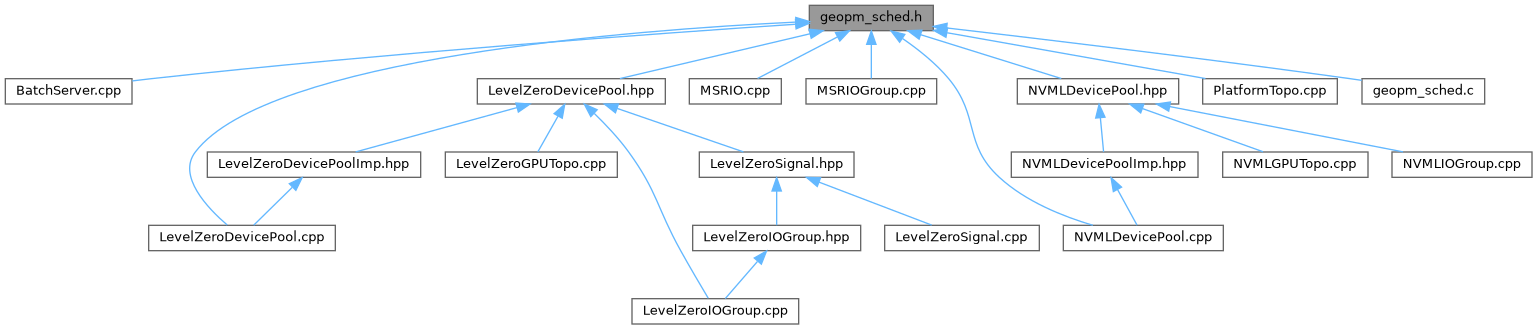 geopm_sched.h
BatchServer.cpp
LevelZeroDevicePool.hpp
MSRIO.cpp
MSRIOGroup.cpp
NVMLDevicePool.hpp
PlatformTopo.cpp
geopm_sched.c
LevelZeroDevicePoolImp.hpp
LevelZeroGPUTopo.cpp
LevelZeroSignal.hpp
NVMLDevicePoolImp.hpp
NVMLGPUTopo.cpp
NVMLIOGroup.cpp
LevelZeroDevicePool.cpp
LevelZeroIOGroup.hpp
LevelZeroSignal.cpp
NVMLDevicePool.cpp
LevelZeroIOGroup.cpp